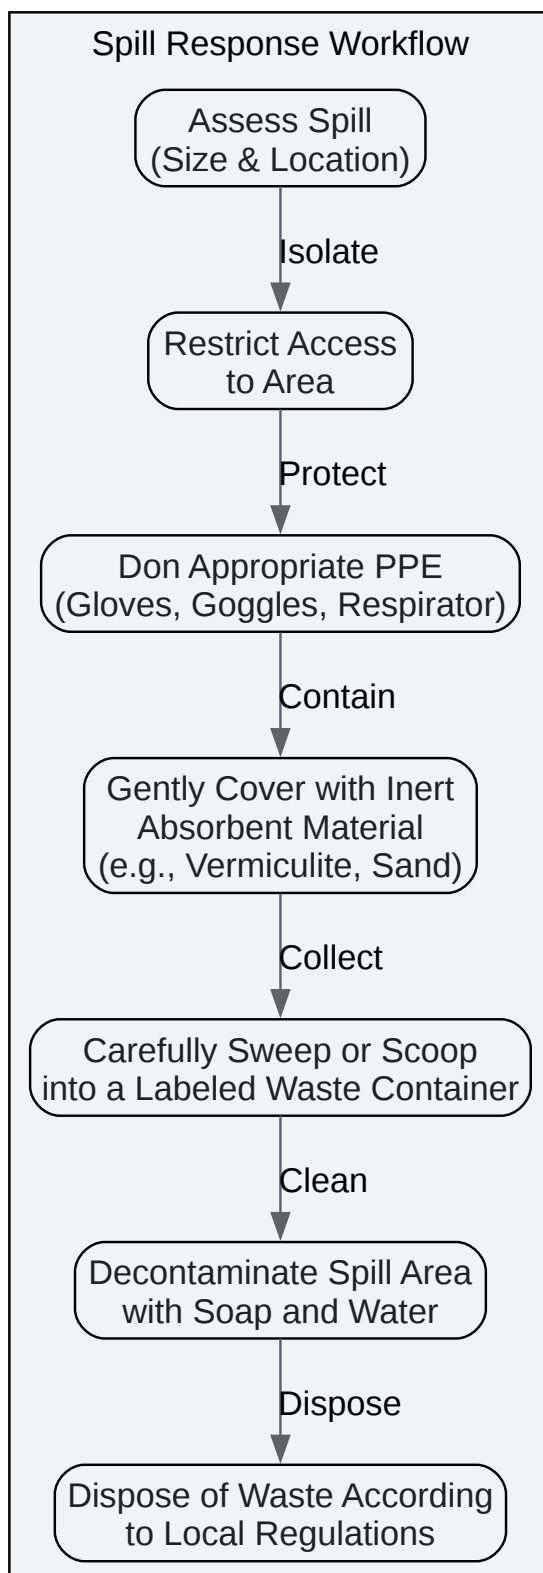 Spill Response Workflow
Assess Spill
(Size & Location)
Isolate
Restrict Access
to Area
Protect
Don Appropriate PPE
(Gloves, Goggles, Respirator)
Contain
Gently Cover with Inert
Absorbent Material
(e.g., Vermiculite, Sand)
Collect
Carefully Sweep or Scoop
into a Labeled Waste Container
Clean
Decontaminate Spill Area
with Soap and Water
Dispose
Dispose of Waste According
to Local Regulations